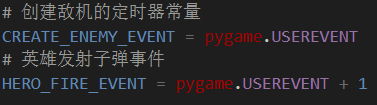 # 创建敌机的定时器常量
CREATE_ENEMY_EVENT = pygame.USEREVENT
# 英雄发射子弹事件
HERO_FIRE_EVENT = pygame.USEREVENT + 1